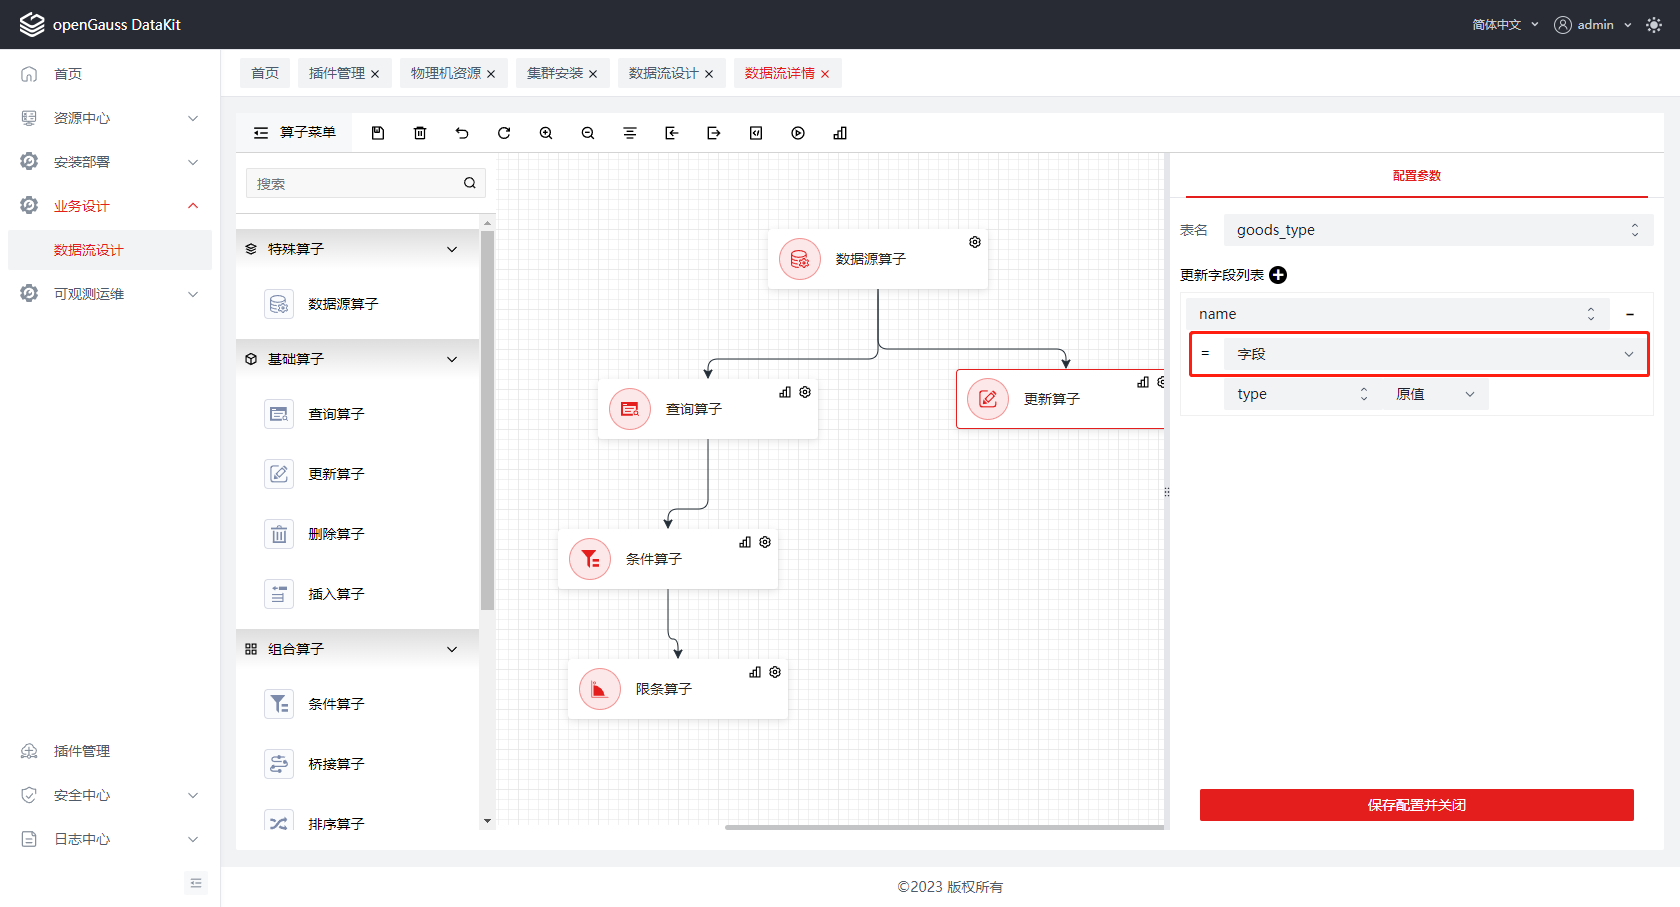 openGauss DataKit
简体中文
admin
首页
资源中心
安装部署
业务设计
数据流设计
可观测运维
插件管理
安全中心
日志中心
首页
插件管理
物理机资源
集群安装
数据流设计
数据流详情
算子菜单
搜索
特殊算子
数据源算子
基础算子
查询算子
更新算子
删除算子
插入算子
组合算子
条件算子
桥接算子
排序算子
数据源算子
查询算子
更新算子
条件算子
限条算子
配置参数
表名 goods_type
更新字段列表
name
= 字段
type 原值
保存配置并关闭
©2023 版权所有